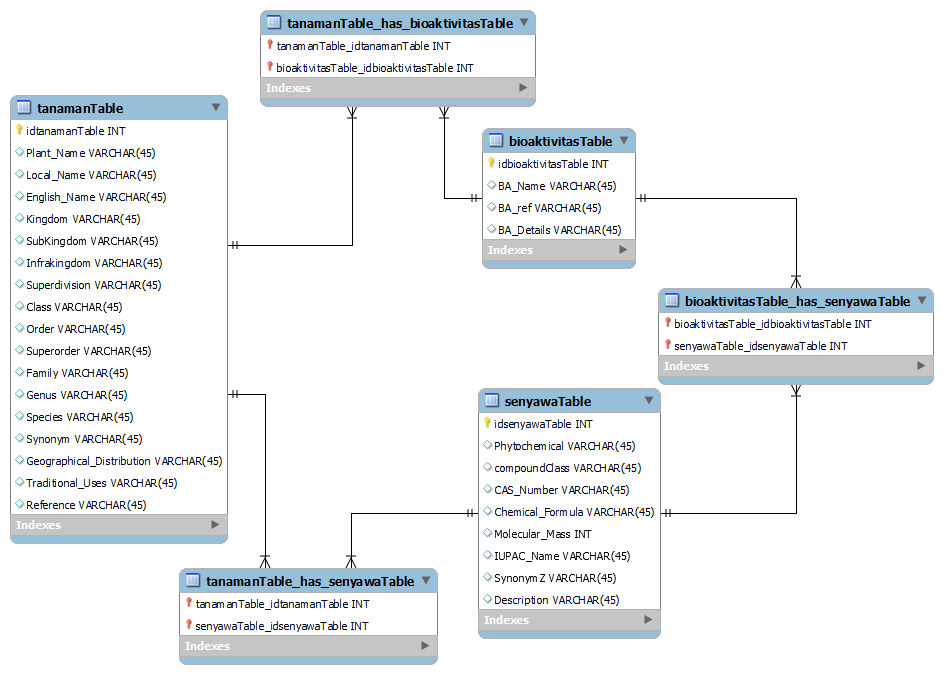 tanamanTable_has_bioaktivitasTable
tanamanTable_idtanamanTable INT
bioaktivitasTable_idbioaktivitasTable INT
Indexes
tanamanTable
idtanamanTable INT
Plant_Name VARCHAR(45)
Local_Name VARCHAR(45)
English_Name VARCHAR(45)
Kingdom VARCHAR(45)
SubKingdom VARCHAR(45)
Infrakingdom VARCHAR(45)
Superdivision VARCHAR(45)
Class VARCHAR(45)
Order VARCHAR(45)
Superorder VARCHAR(45)
Family VARCHAR(45)
Genus VARCHAR(45)
Species VARCHAR(45)
Synonym VARCHAR(45)
Geographical_Distribution VARCHAR(45)
Traditional_Uses VARCHAR(45)
Reference VARCHAR(45)
Indexes
bioaktivitasTable
idbioaktivitasTable INT
BA_Name VARCHAR(45)
BA_ref VARCHAR(45)
BA_Details VARCHAR(45)
Indexes
bioaktivitasTable_has_senyawaTable
bioaktivitasTable_idbioaktivitasTable INT
senyawaTable_idsenyawaTable INT
Indexes
senyawaTable
idsenyawaTable INT
Phytochemical VARCHAR(45)
compoundClass VARCHAR(45)
CAS_Number VARCHAR(45)
Chemical_Formula VARCHAR(45)
Molecular_Mass INT
IUPAC_Name VARCHAR(45)
SynonymZ VARCHAR(45)
Description VARCHAR(45)
Indexes
tanamanTable_has_senyawaTable
tanamanTable_idtanamanTable INT
senyawaTable_idsenyawaTable INT
Indexes